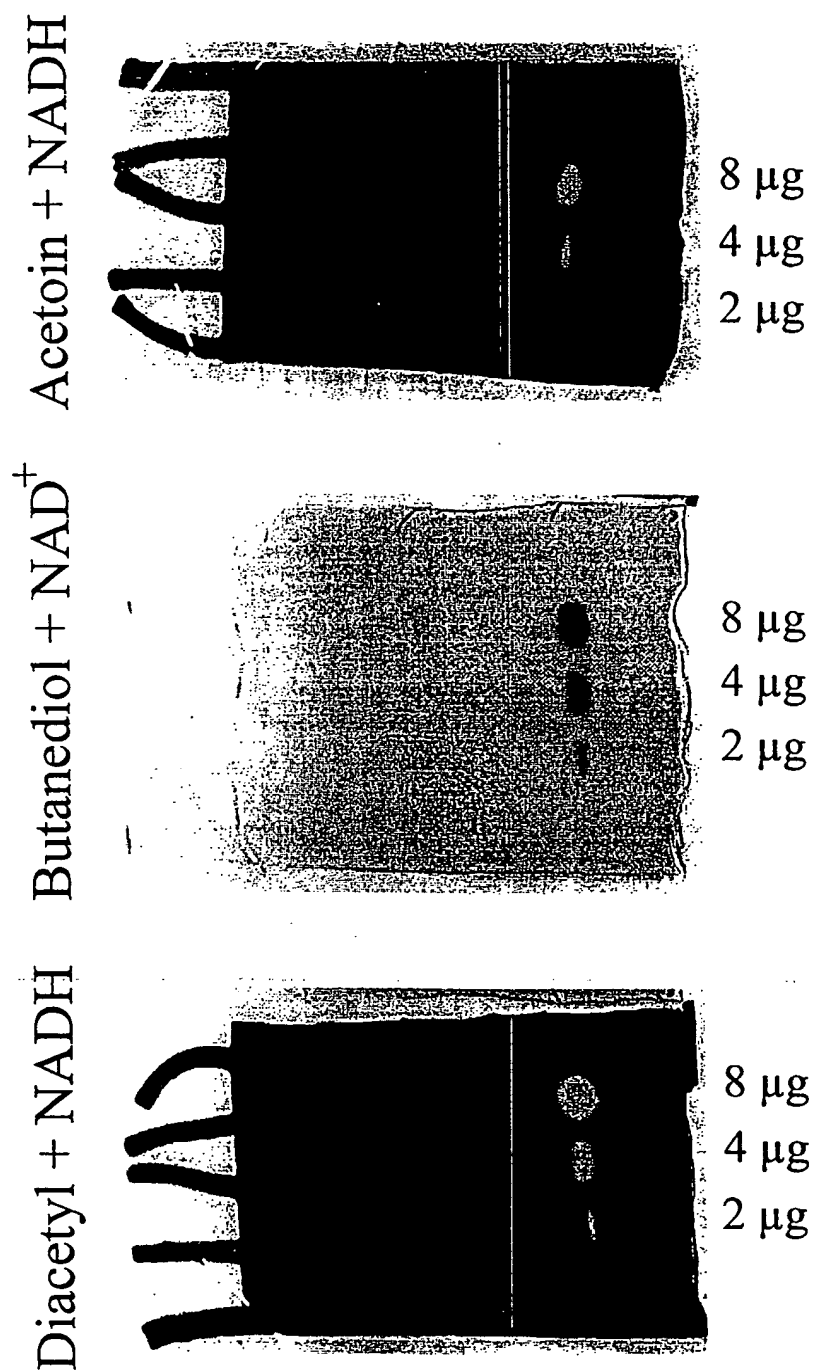 Acetoin + NADH
8 µg
4 µg
2 µg
Butanediol + NAD⁺
8 µg
4 µg
2 µg
Diacetyl + NADH
8 µg
4 µg
2 µg